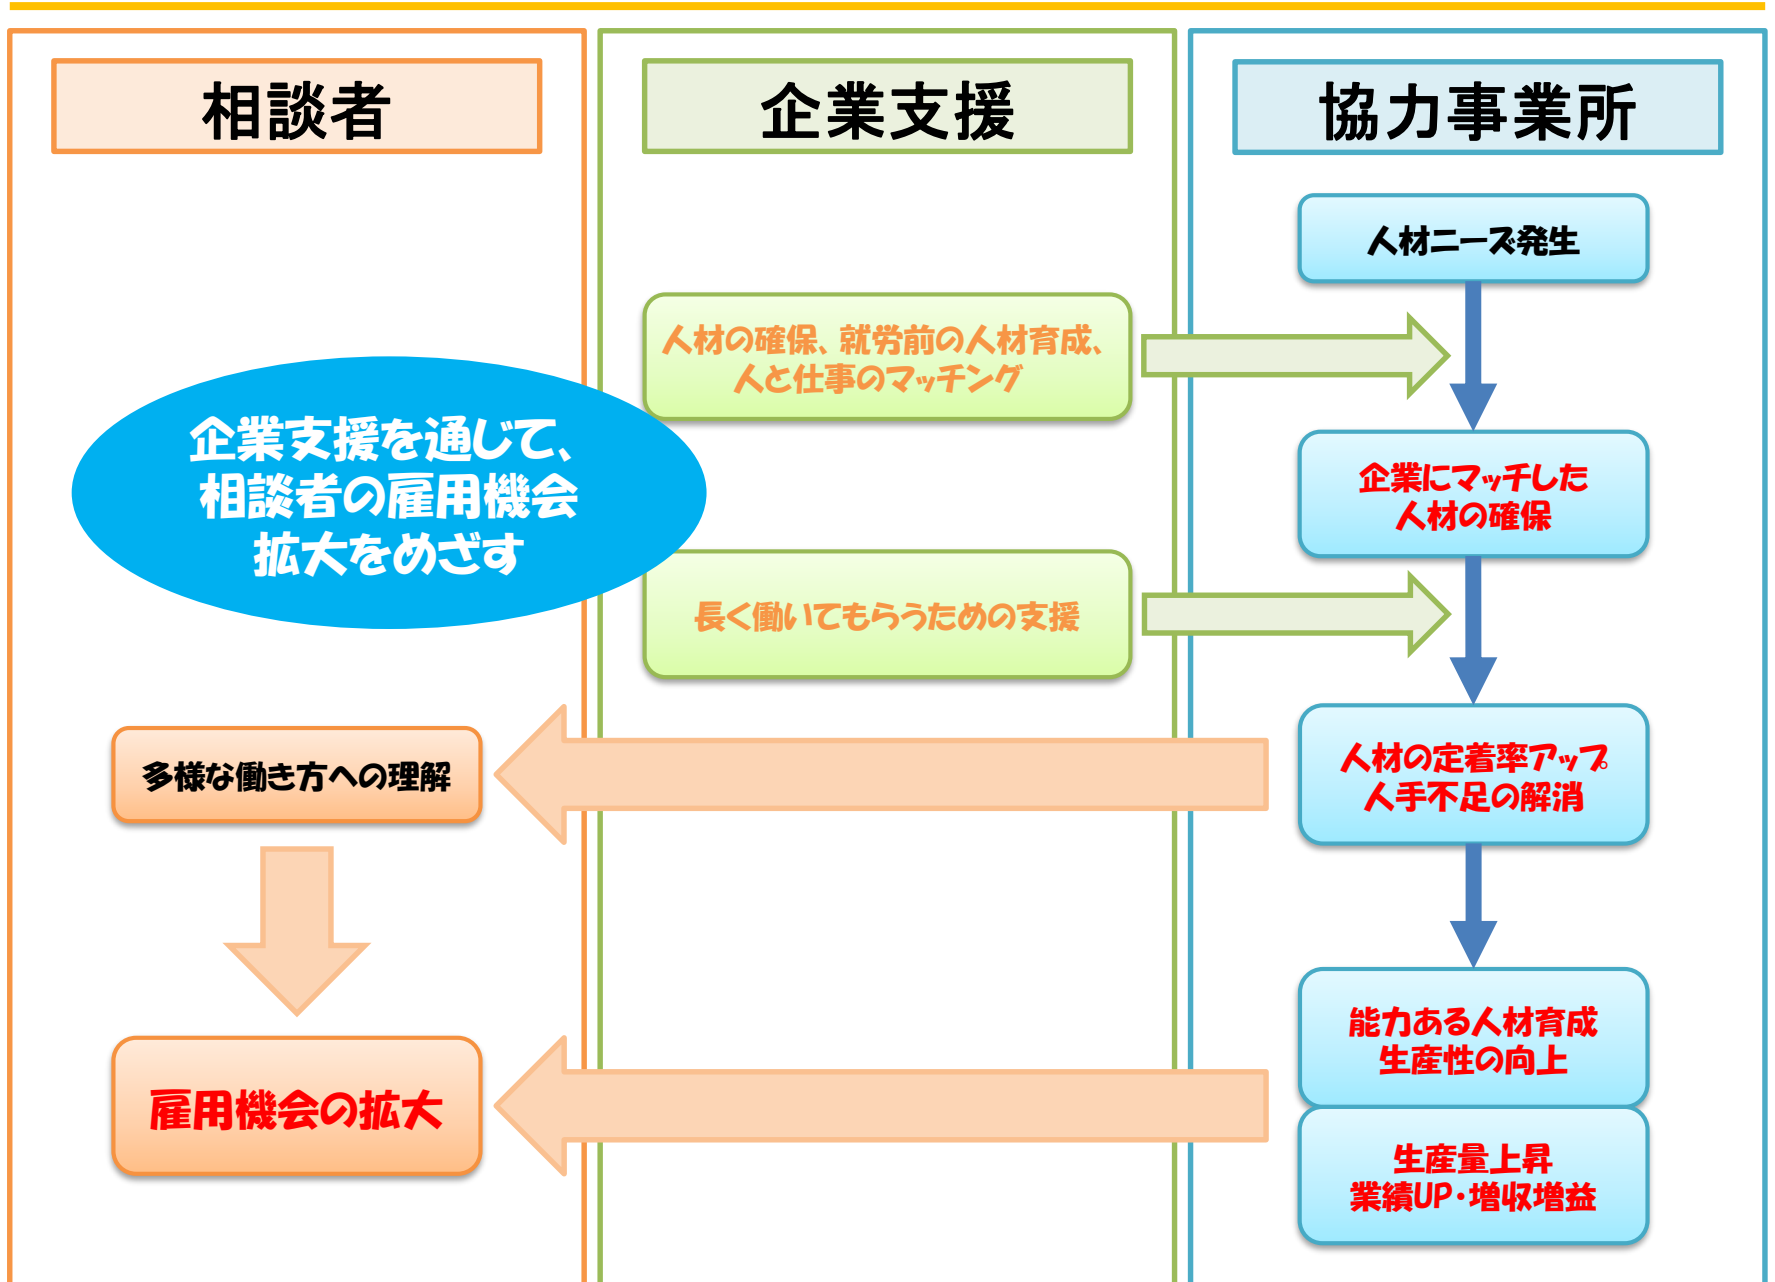 相談者
企業支援
協力事業所
人材ニーズ発生
人材の確保、就労前の人材育成、
人と仕事のマッチング
企業支援を通じて、
相談者の雇用機会
拡大をめざす
企業にマッチした
人材の確保
長く働いてもらうための支援
多様な働き方への理解
人材の定着率アップ
人手不足の解消
能力ある人材育成
生産性の向上
雇用機会の拡大
生産量上昇
業績UP・増収増益